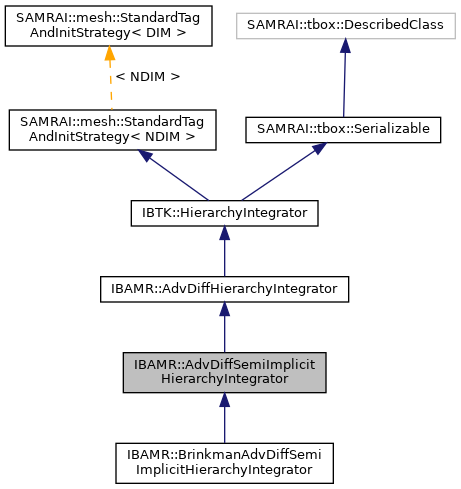 SAMRAI::mesh::StandardTag
AndInitStrategy< DIM >
SAMRAI::tbox::DescribedClass
< NDIM >
SAMRAI::mesh::StandardTag
AndInitStrategy< NDIM >
SAMRAI::tbox::Serializable
IBTK::HierarchyIntegrator
IBAMR::AdvDiffHierarchyIntegrator
IBAMR::AdvDiffSemiImplicit
HierarchyIntegrator
IBAMR::BrinkmanAdvDiffSemi
ImplicitHierarchyIntegrator